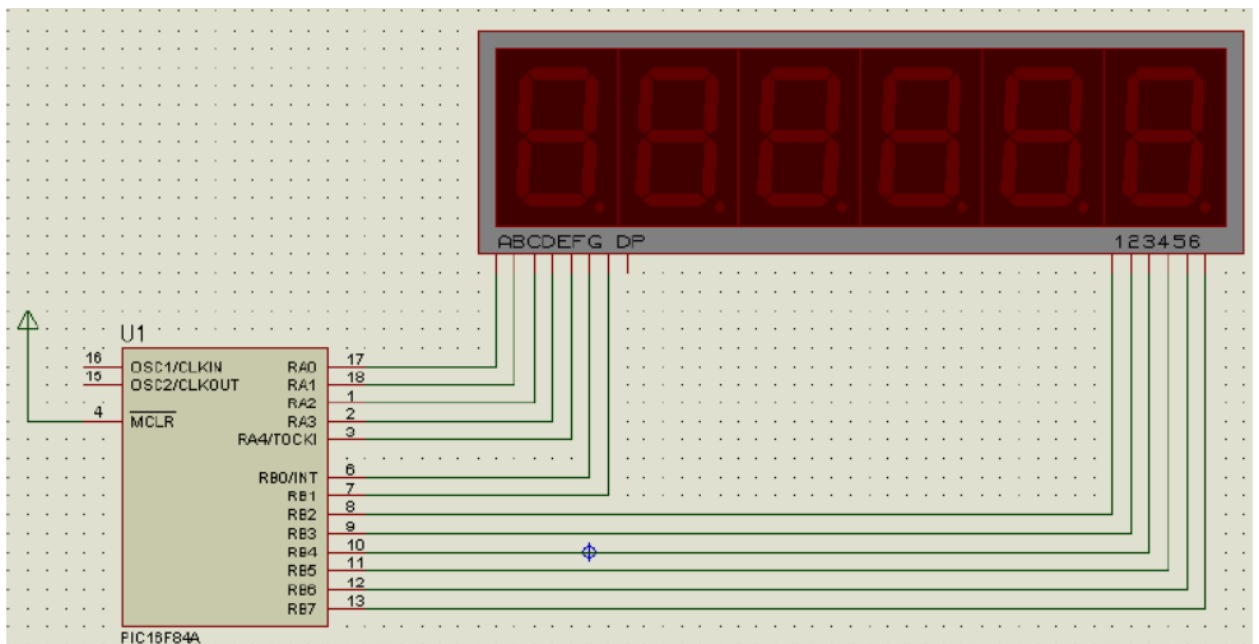 ABCDEFG DP
123456
U1
16 OSC1/CLKIN RA0 17
15 OSC2/CLKOUT RA1 18
RA2 1
4 MCLR RA3 2
RA4/T0CKI 3
RB0/INT 6
RB1 7
RB2 8
RB3 9
RB4 10
RB5 11
RB6 12
RB7 13
PIC16F84A